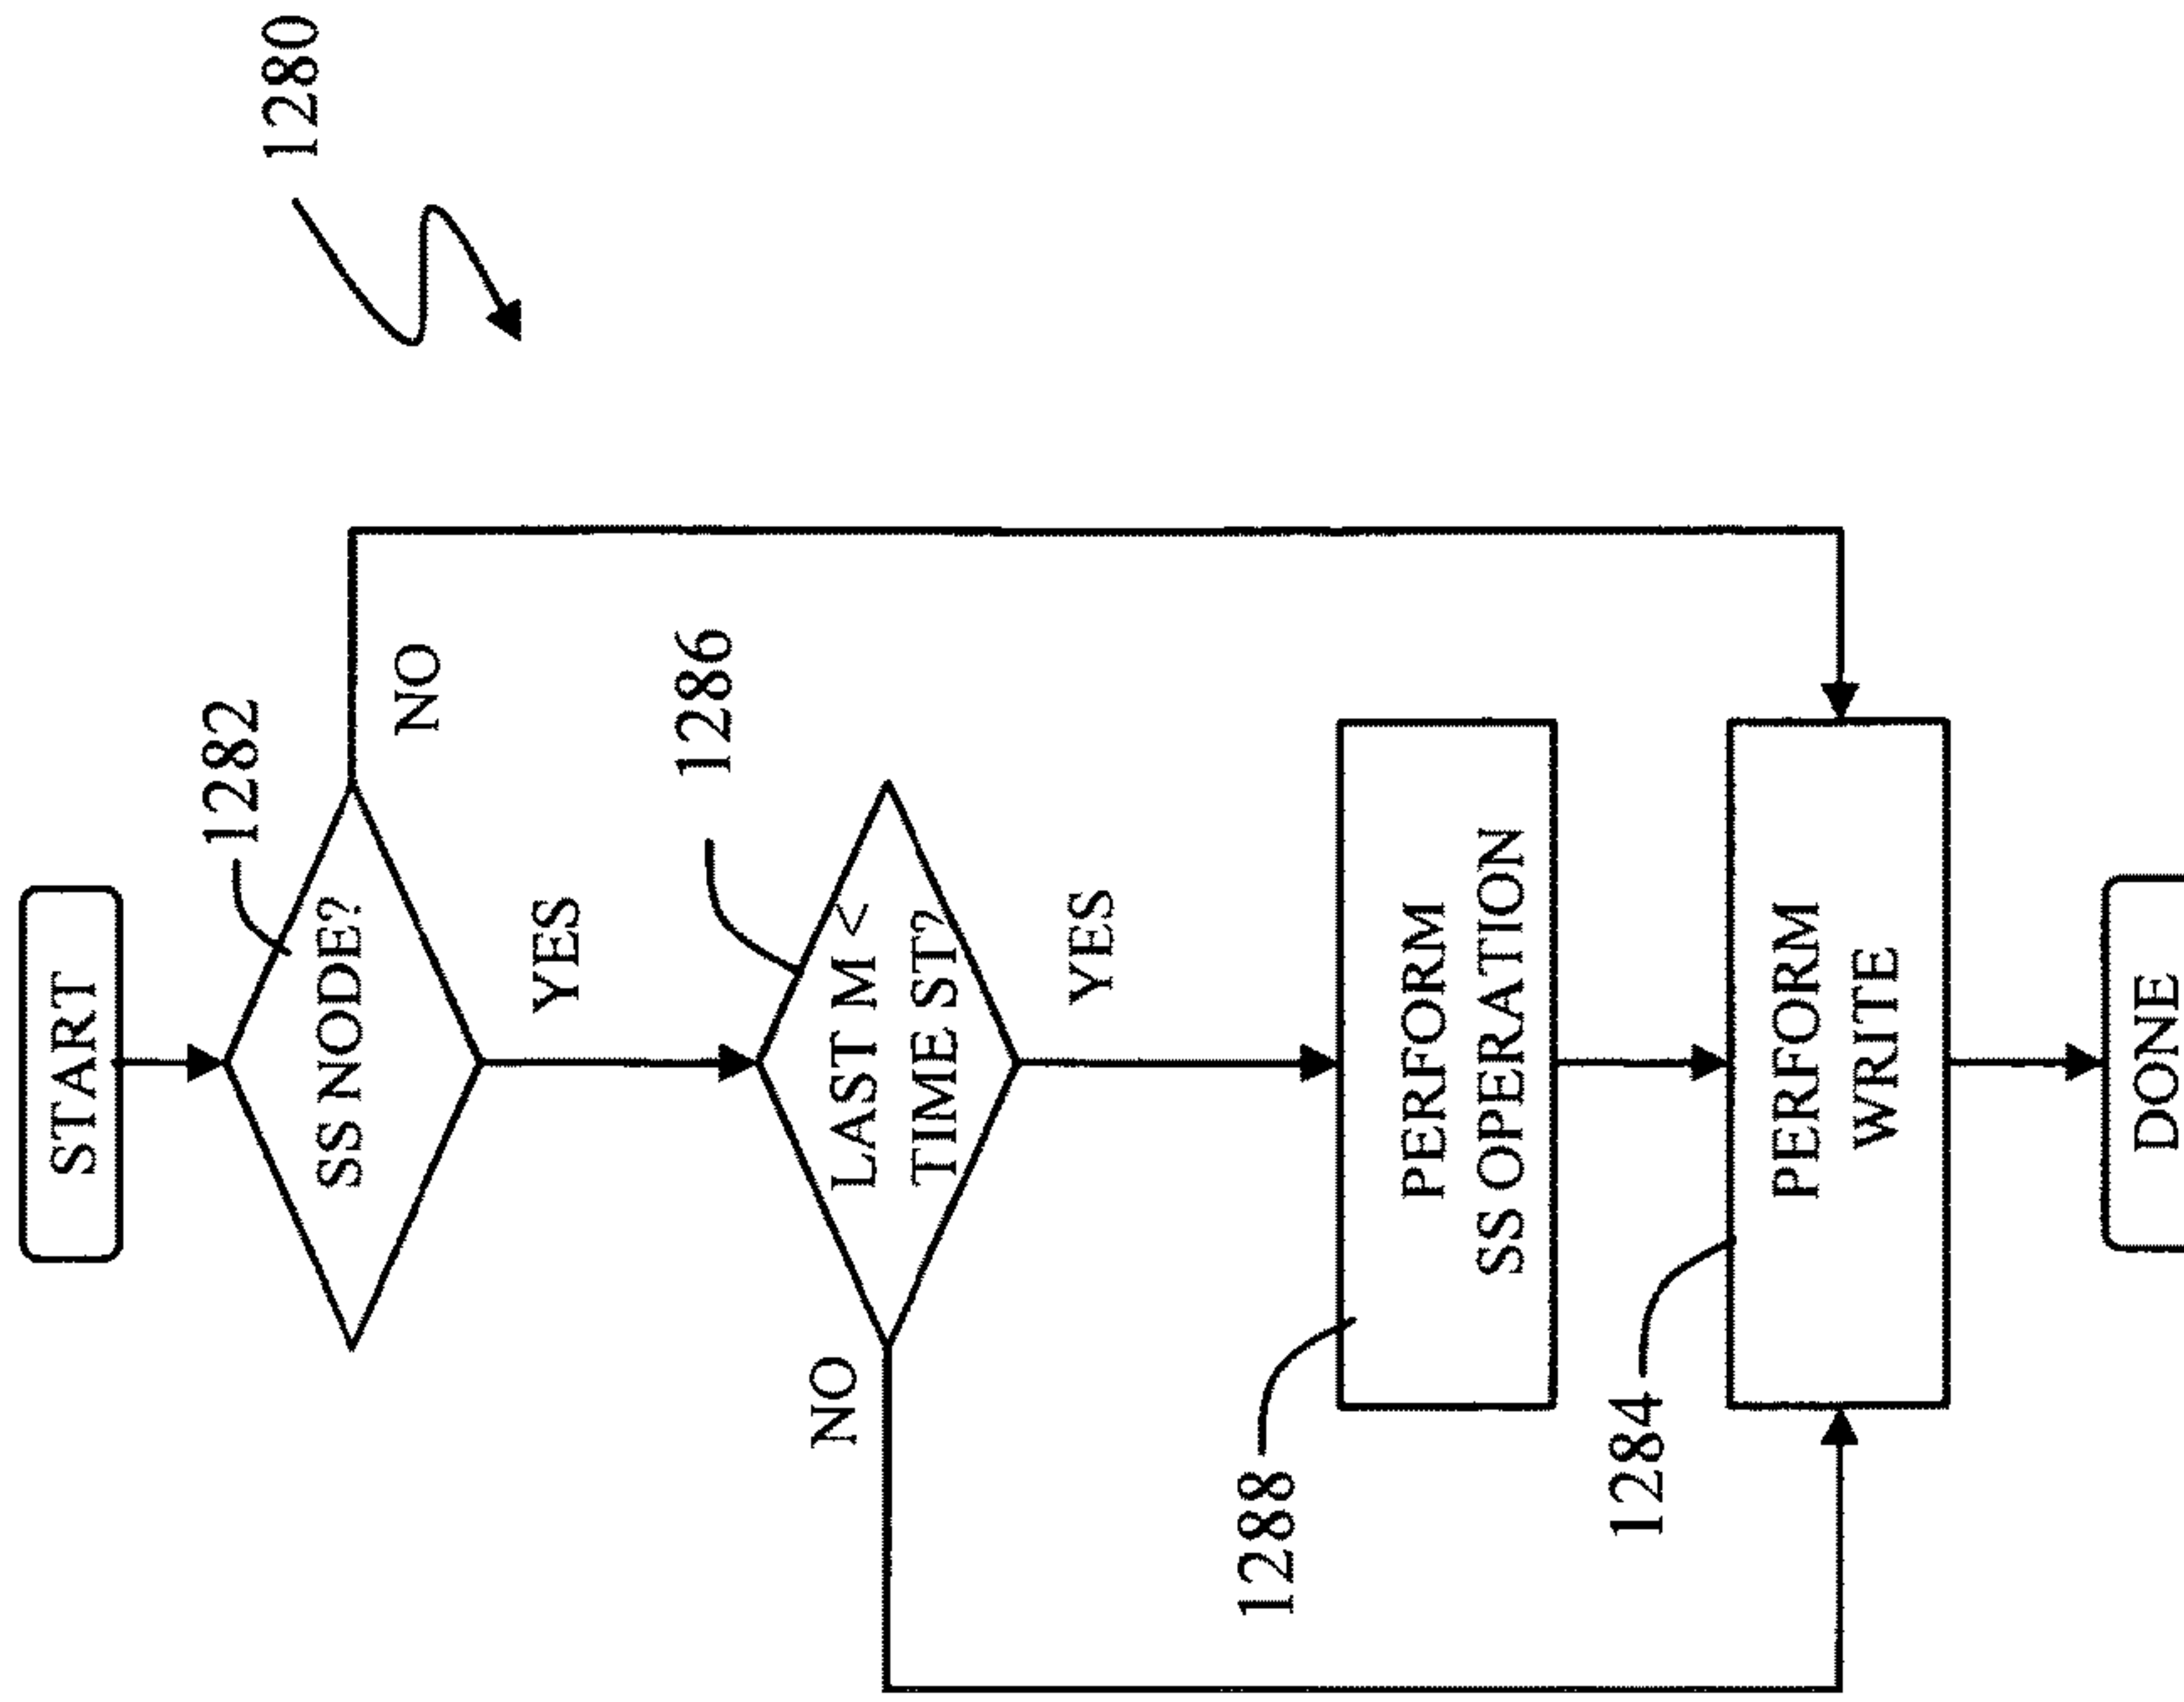 1280
START
1282
SS NODE?
NO
YES
1286
LAST M <
TIME ST?
NO
YES
1288
PERFORM
SS OPERATION
1284
PERFORM
WRITE
DONE